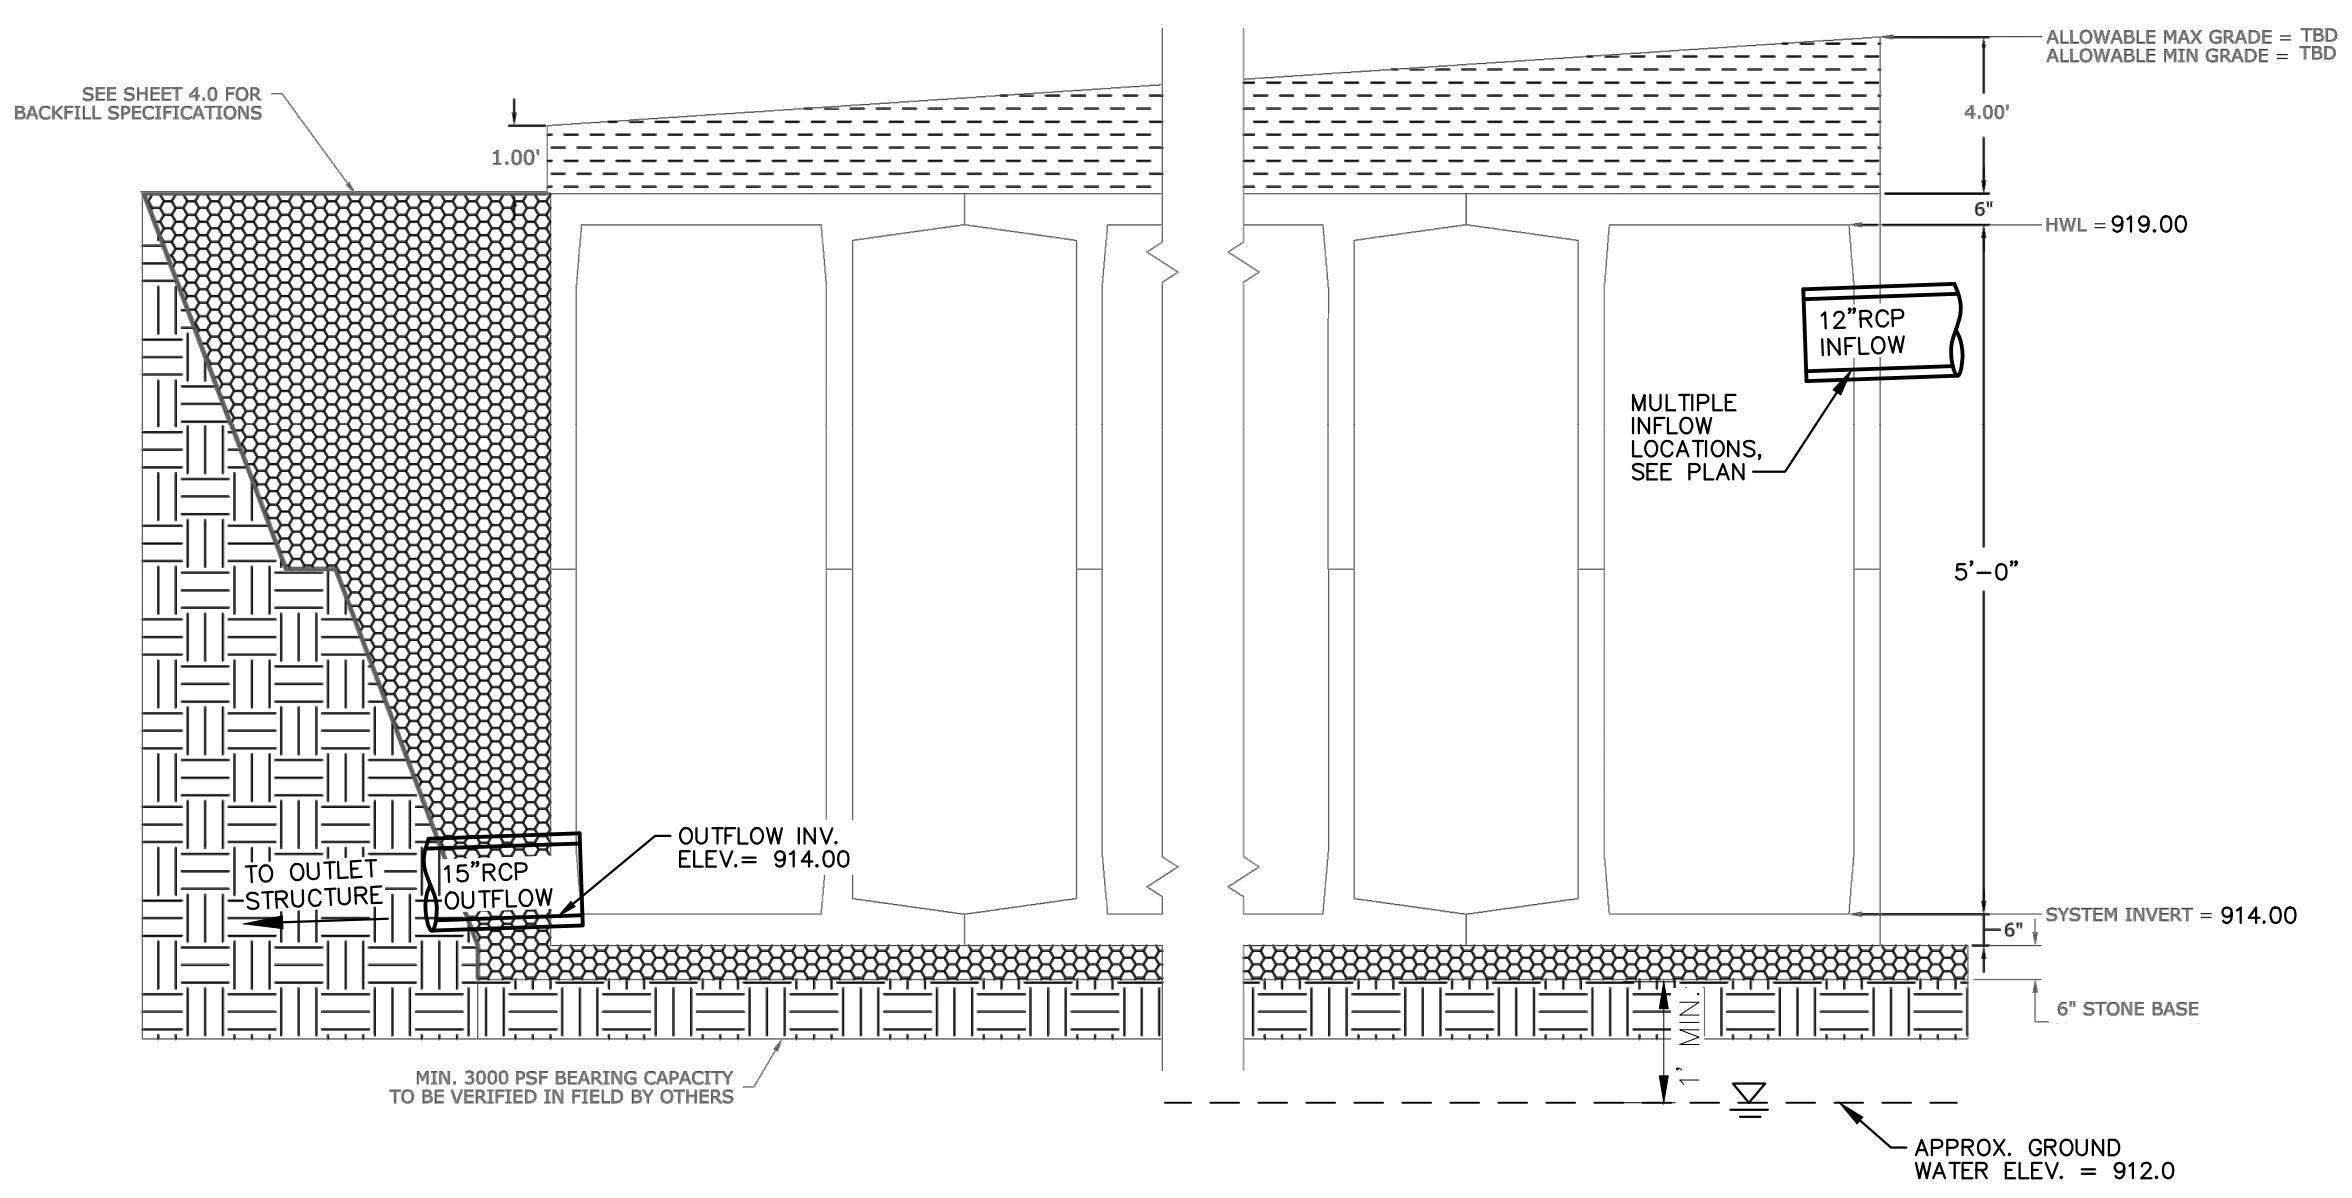 ALLOWABLE MAX GRADE = TBD
ALLOWABLE MIN GRADE = TBD
SEE SHEET 4.0 FOR
BACKFILL SPECIFICATIONS
4.00'
1.00'
6"
HWL = 919.00
12"RCP
INFLOW
MULTIPLE
INFLOW
LOCATIONS,
SEE PLAN
5'-0"
OUTFLOW INV.
ELEV.= 914.00
TO OUTLET
STRUCTURE
15"RCP
OUTFLOW
SYSTEM INVERT = 914.00
6"
6" STONE BASE
1' MIN.
MIN. 3000 PSF BEARING CAPACITY
TO BE VERIFIED IN FIELD BY OTHERS
APPROX. GROUND
WATER ELEV. = 912.0